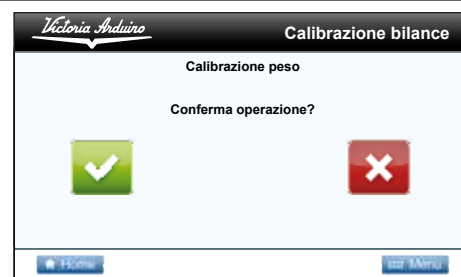 Victoria Arduino
Calibrazione bilance
Calibrazione peso
Conferma operazione?
Home
Menu